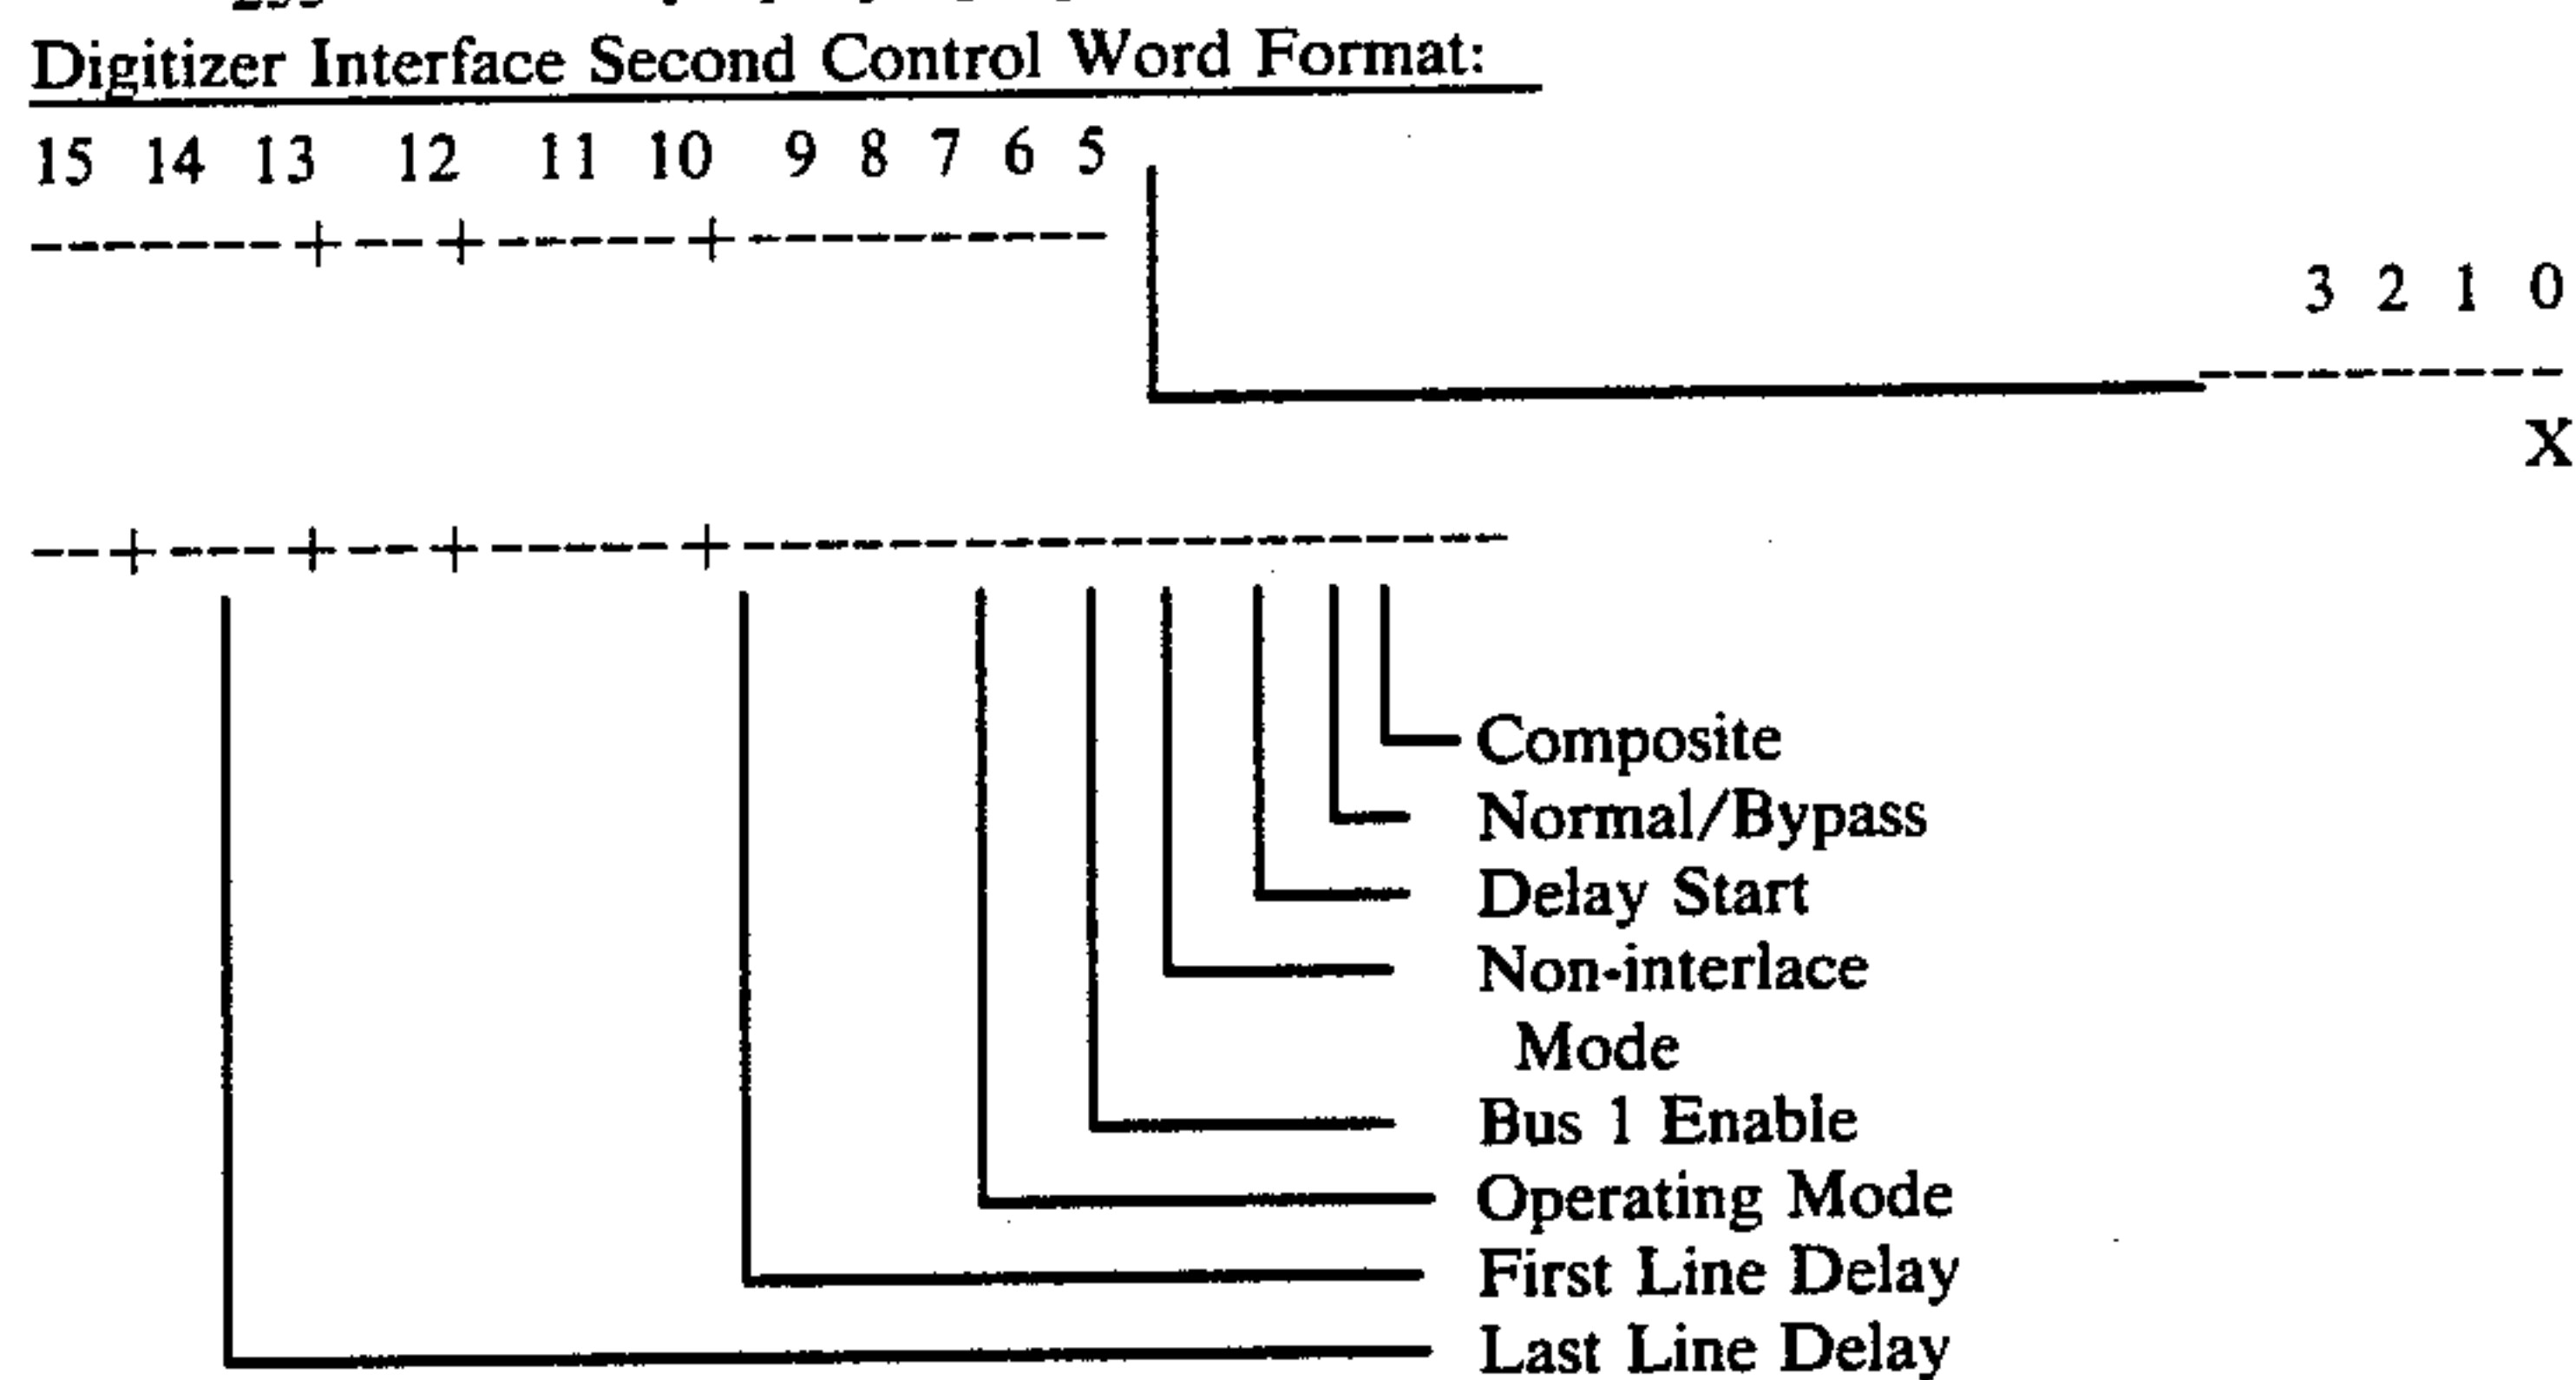 Digitizer Interface Second Control Word Format:
15 14 13 12 11 10 9 8 7 6 5
3 2 1 0
X
Composite
Normal/Bypass
Delay Start
Non-interlace
Mode
Bus 1 Enable
Operating Mode
First Line Delay
Last Line Delay